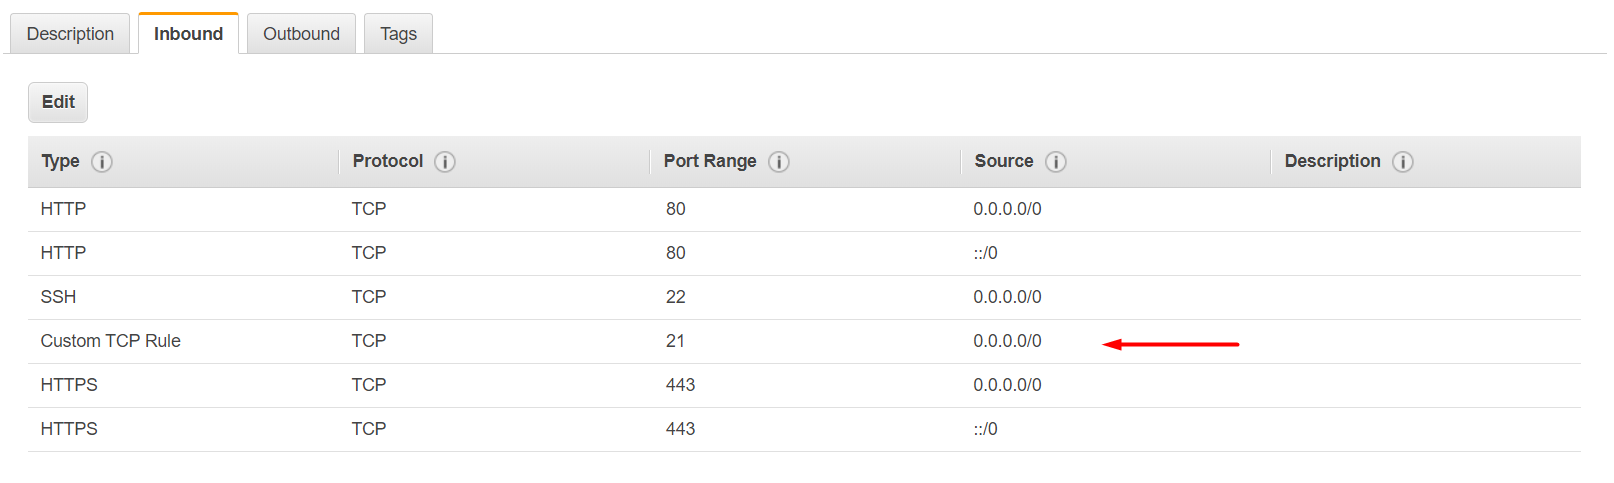 Description Inbound Outbound Tags
Edit
Type Protocol Port Range Source Description
HTTP TCP 80 0.0.0.0/0
HTTP TCP 80 ::/0
SSH TCP 22 0.0.0.0/0
Custom TCP Rule TCP 21 0.0.0.0/0
HTTPS TCP 443 0.0.0.0/0
HTTPS TCP 443 ::/0